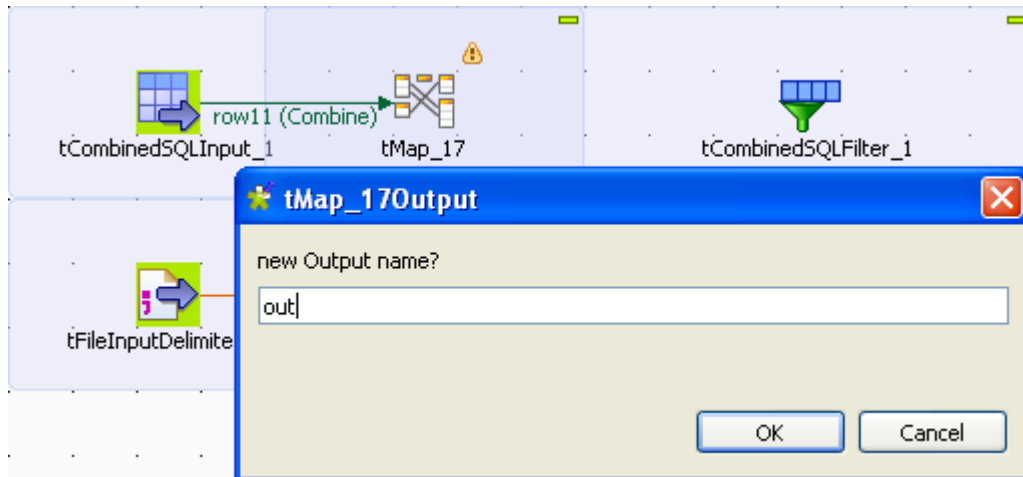 row11 (Combine)
tCombinedSQLInput_1
tMap_17
tCombinedSQLFilter_1
tMap_17Output
new Output name?
out
tFileInputDelimite
OK
Cancel